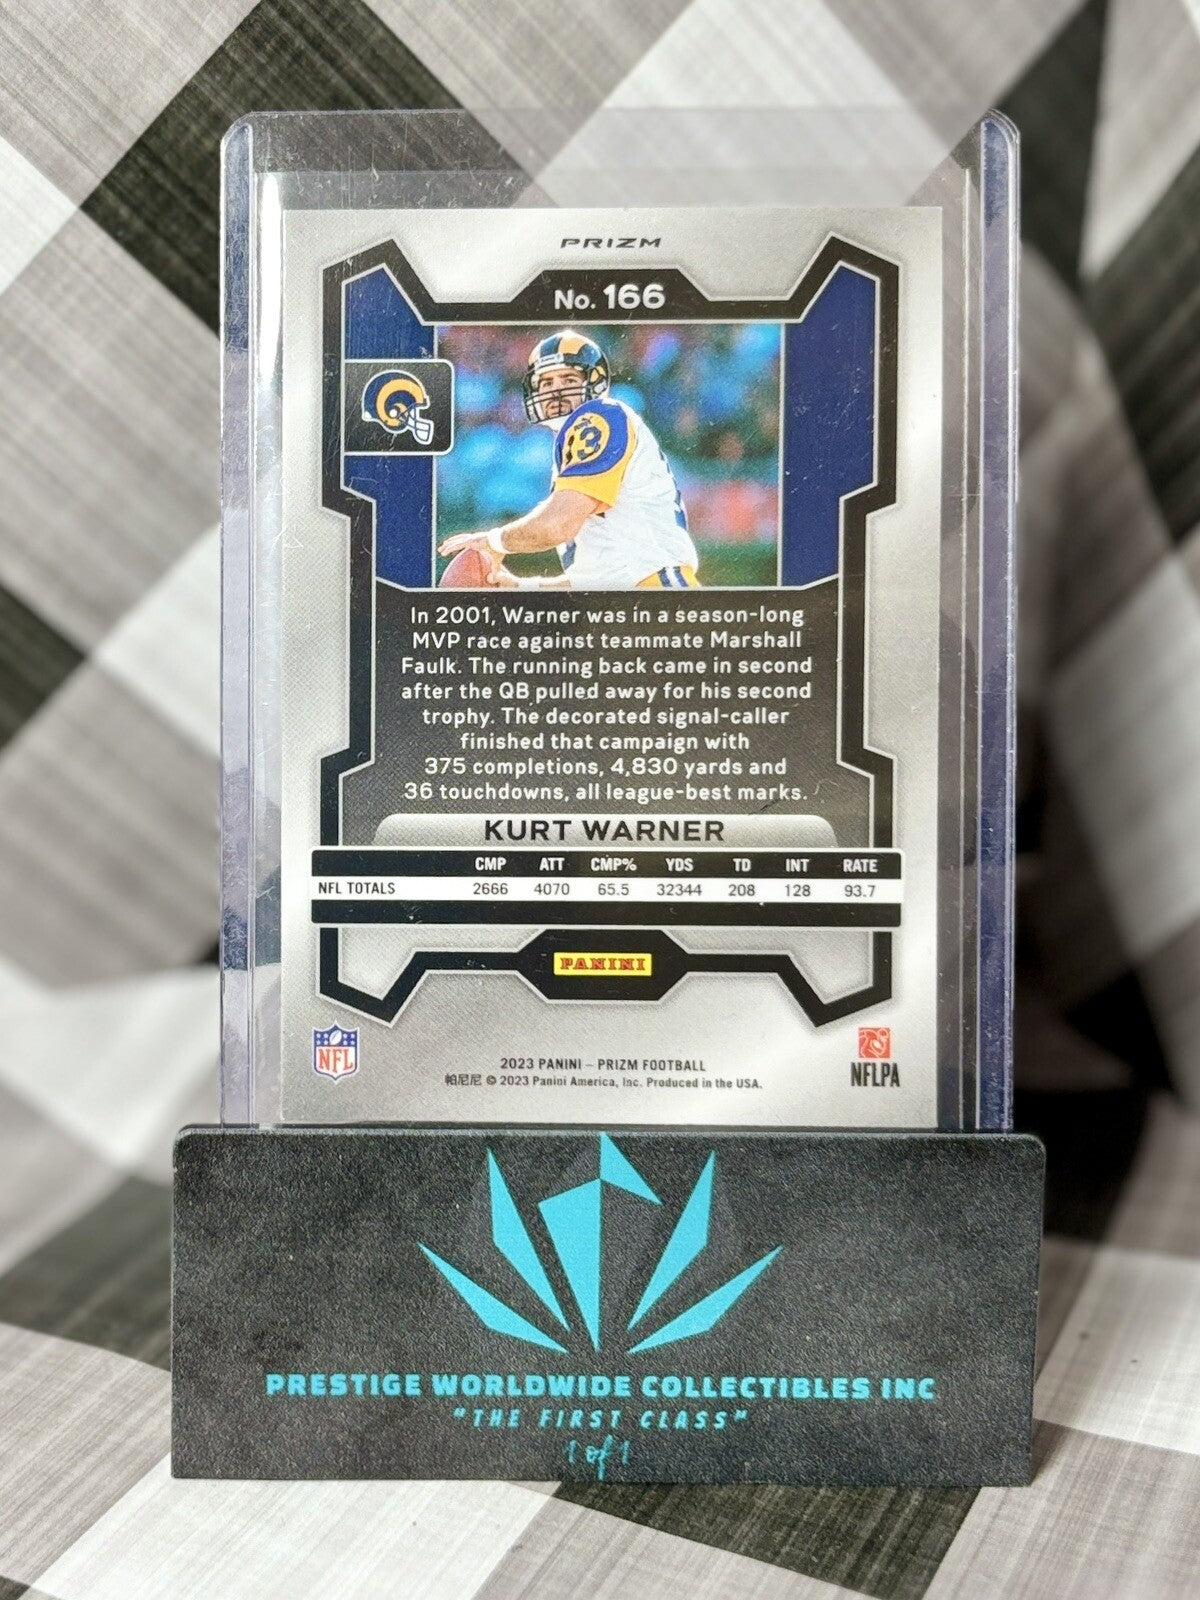 PRIZM
No. 166
13
In 2001, Warner was in a season-long
MVP race against teammate Marshall
Faulk. The running back came in second
after the QB pulled away for his second
trophy. The decorated signal-caller
finished that campaign with
375 completions, 4,830 yards and
36 touchdowns, all league-best marks.
KURT WARNER
CMP ATT CMP% YDS TD INT RATE
NFL TOTALS 2666 4070 65.5 32344 208 128 93.7
PANINI
NFL
NFLPA
2023 PANINI – PRIZM FOOTBALL
帕尼尼 © 2023 Panini America, Inc. Produced in the USA.
PRESTIGE WORLDWIDE COLLECTIBLES INC
"THE FIRST CLASS"
1 of 1